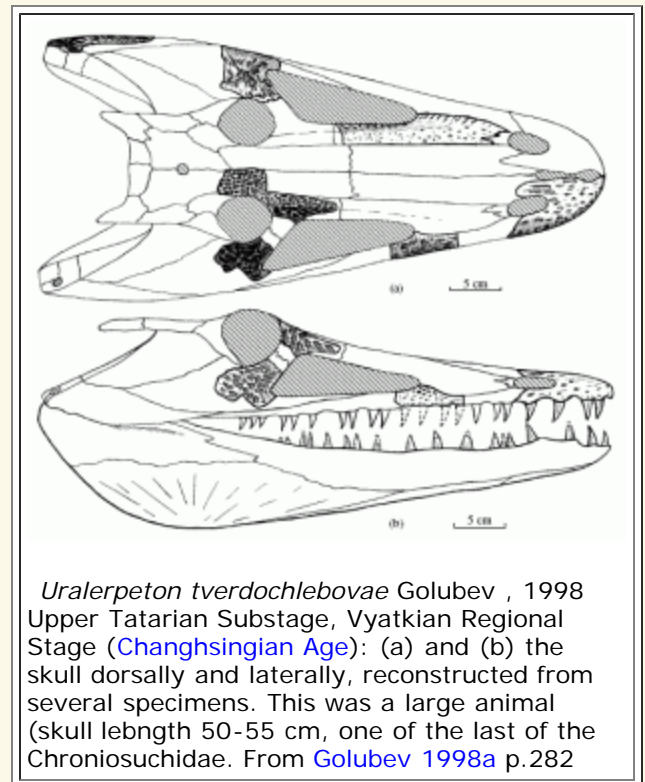 (a)
5 cm
(b)
5 cm
Uralerpeton tverdochlebovae Golubev , 1998
Upper Tatarian Substage, Vyatkian Regional
Stage (Changhsingian Age): (a) and (b) the
skull dorsally and laterally, reconstructed from
several specimens. This was a large animal
(skull lebngth 50-55 cm, one of the last of the
Chroniosuchidae. From Golubev 1998a p.282